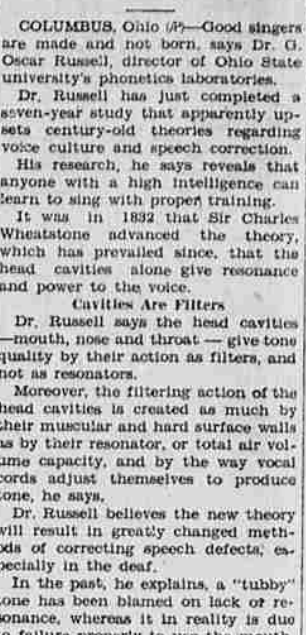 COLUMBUS, Ohio (AP)—Good singers
are made and not born, says Dr. G.
Oscar Russell, director of Ohio State
university's phonetics laboratories.
Dr. Russell has just completed a
seven-year study that apparently up-
sets century-old theories regarding
voice culture and speech correction.
His research, he says reveals that
anyone with a high intelligence can
learn to sing with proper training.
It was in 1832 that Sir Charles
Wheatstone advanced the theory,
which has prevailed since, that the
head cavities alone give resonance
and power to the voice.
Cavities Are Filters
Dr. Russell says the head cavities
—mouth, nose and throat — give tone
quality by their action as filters, and
not as resonators.
Moreover, the filtering action of the
head cavities is created as much by
their muscular and hard surface walls
as by their resonator, or total air vol-
ume capacity, and by the way vocal
cords adjust themselves to produce
tone, he says.
Dr. Russell believes the new theory
will result in greatly changed meth-
ods of correcting speech defects, es-
pecially in the deaf.
In the past, he explains, a "tubby"
tone has been blamed on lack of re-
sonance, whereas it in reality is due
to failure properly to